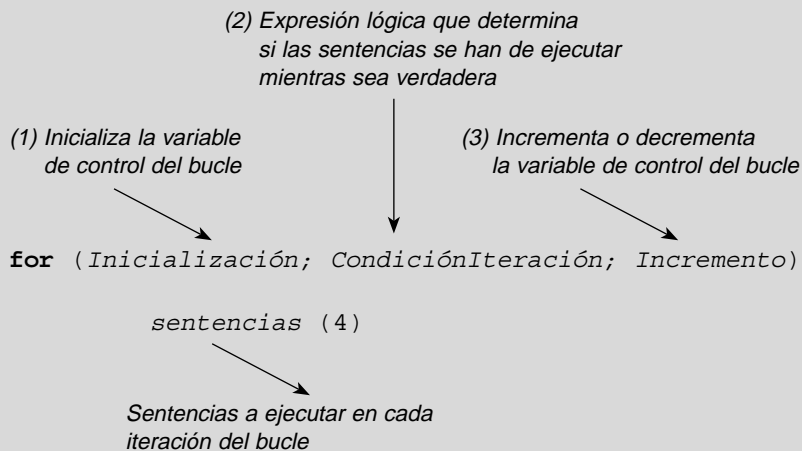 (2) Expresión lógica que determina
si las sentencias se han de ejecutar
mientras sea verdadera
(1) Inicializa la variable
de control del bucle
(3) Incrementa o decrementa
la variable de control del bucle
for (Inicialización; CondiciónIteración; Incremento)
sentencias (4)
Sentencias a ejecutar en cada
iteración del bucle